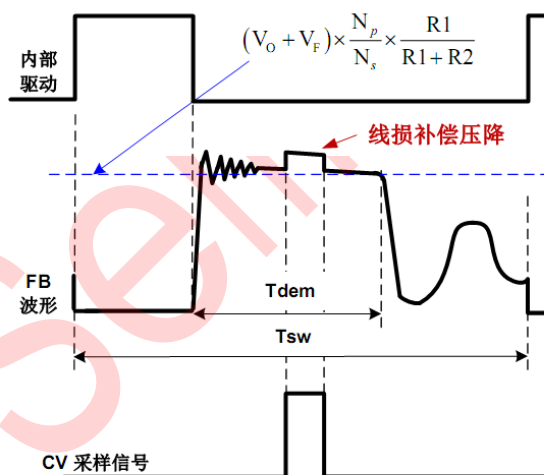 (V_O + V_F) × N_p/N_s × R1/(R1 + R2)
内部
驱动
线损补偿压降
FB
波形
Tdem
Tsw
CV 采样信号